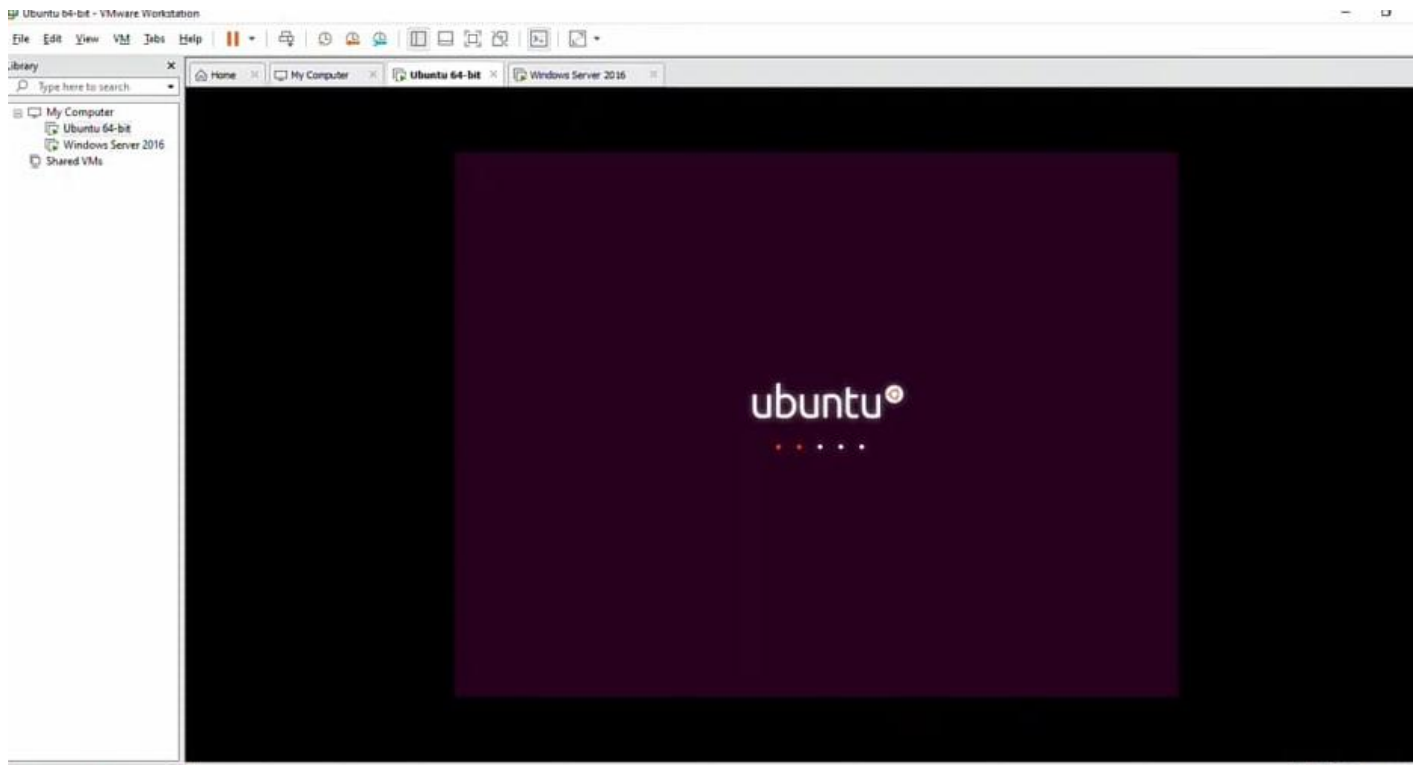 Ubuntu 64-bit - VMware Workstation
File Edit View VM Tabs Help
Library
Type here to search
Home My Computer Ubuntu 64-bit Windows Server 2016
My Computer
Ubuntu 64-bit
Windows Server 2016
Shared VMs
ubuntu